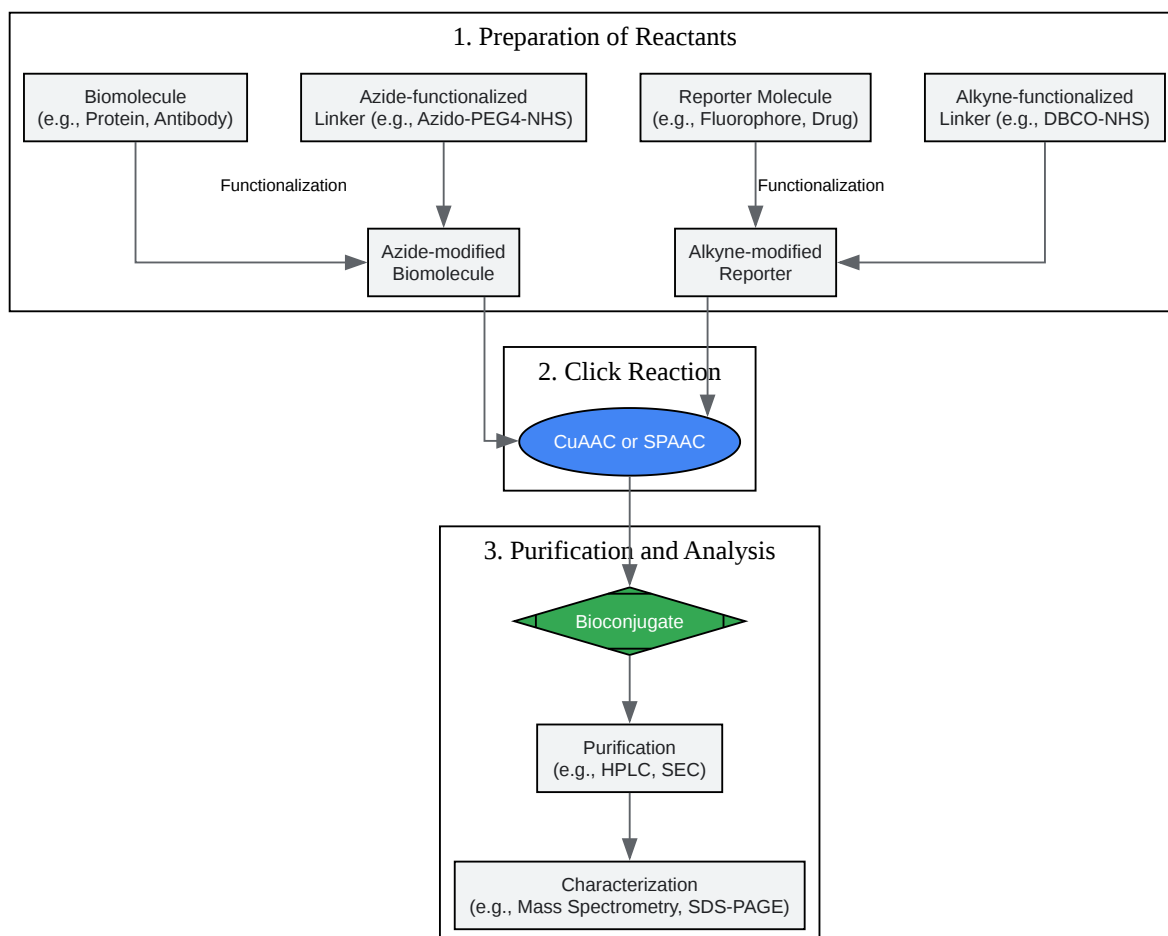 1. Preparation of Reactants
Biomolecule
(e.g., Protein, Antibody)
Azide-functionalized
Linker (e.g., Azido-PEG4-NHS)
Reporter Molecule
(e.g., Fluorophore, Drug)
Alkyne-functionalized
Linker (e.g., DBCO-NHS)
Functionalization
Functionalization
Azide-modified
Biomolecule
Alkyne-modified
Reporter
2. Click Reaction
CuAAC or SPAAC
3. Purification and Analysis
Bioconjugate
Purification
(e.g., HPLC, SEC)
Characterization
(e.g., Mass Spectrometry, SDS-PAGE)